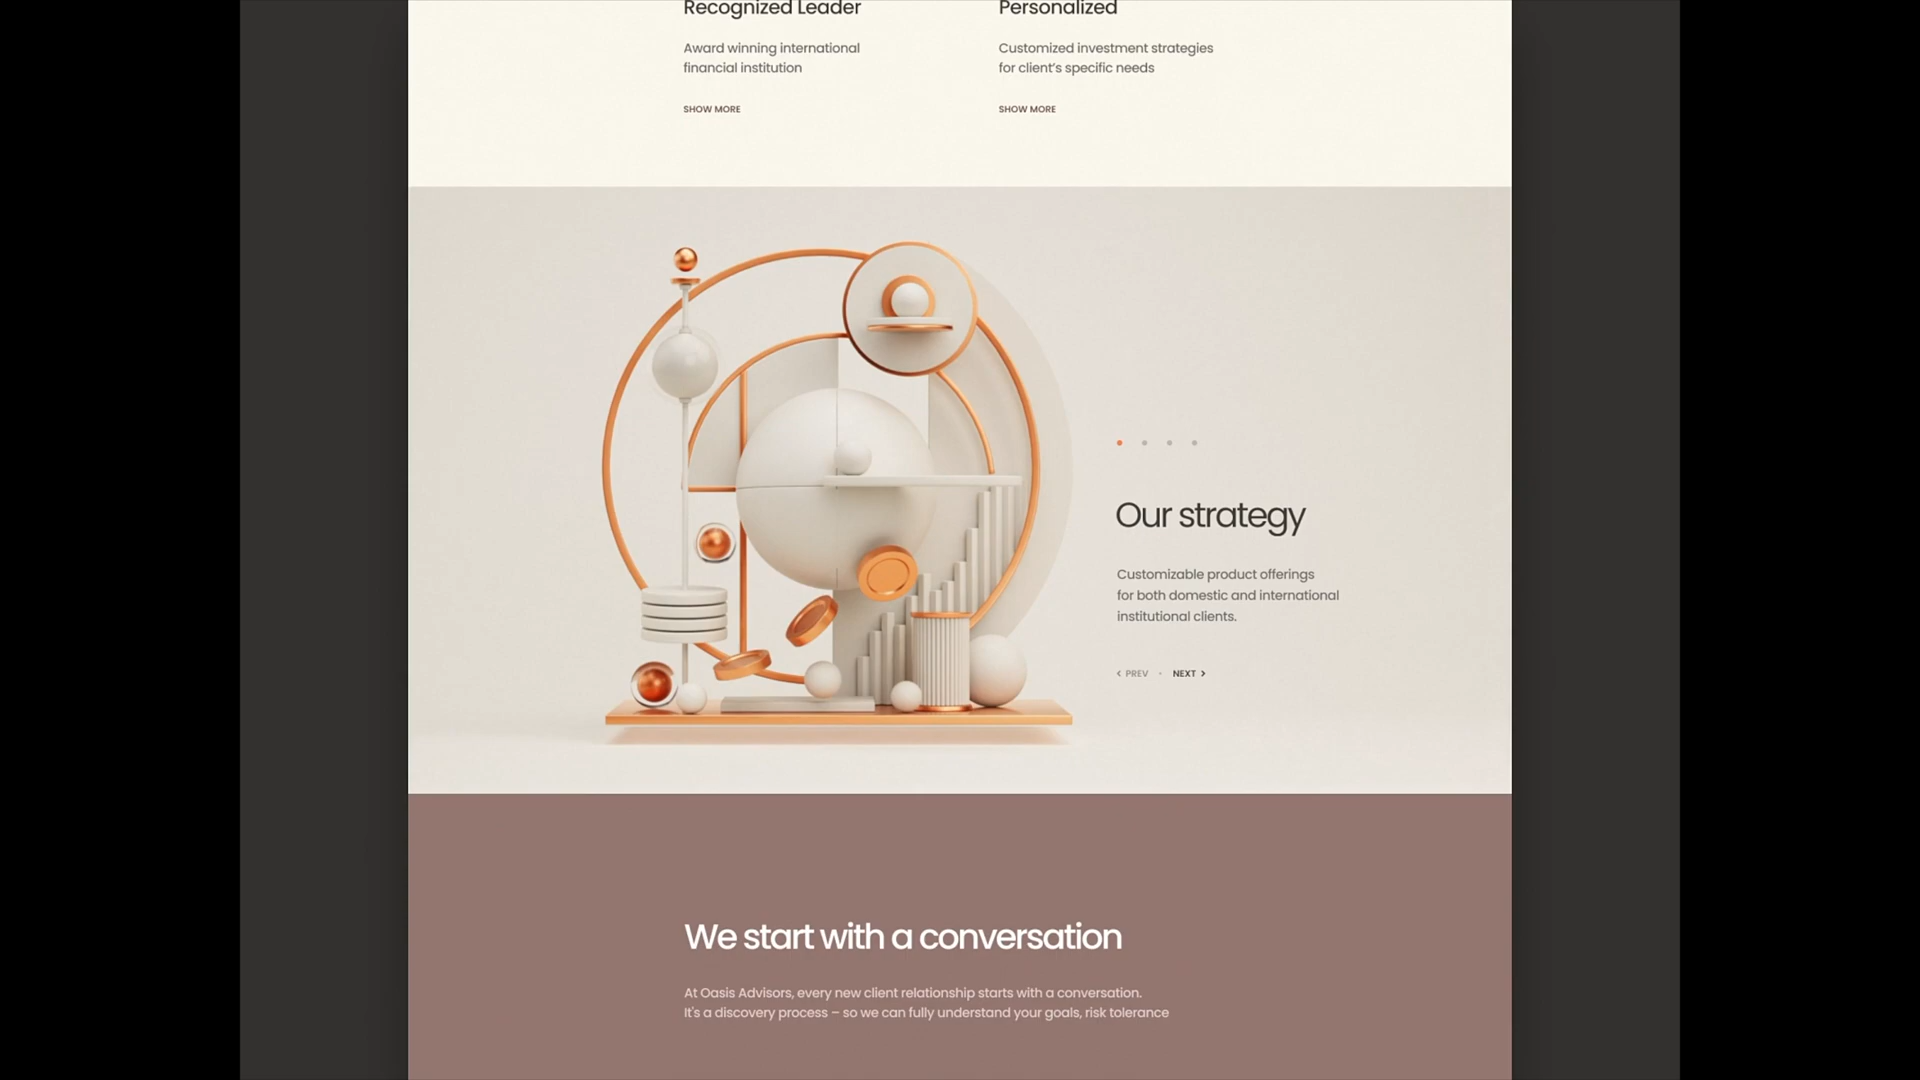 Recognized Leader
Award winning international
financial institution
SHOW MORE
Personalized
Customized investment strategies
for client's specific needs
SHOW MORE
Our strategy
Customizable product offerings
for both domestic and international
institutional clients.
PREV
NEXT
We start with a conversation
At Oasis Advisors, every new client relationship starts with a conversation.
It's a discovery process – so we can fully understand your goals, risk tolerance